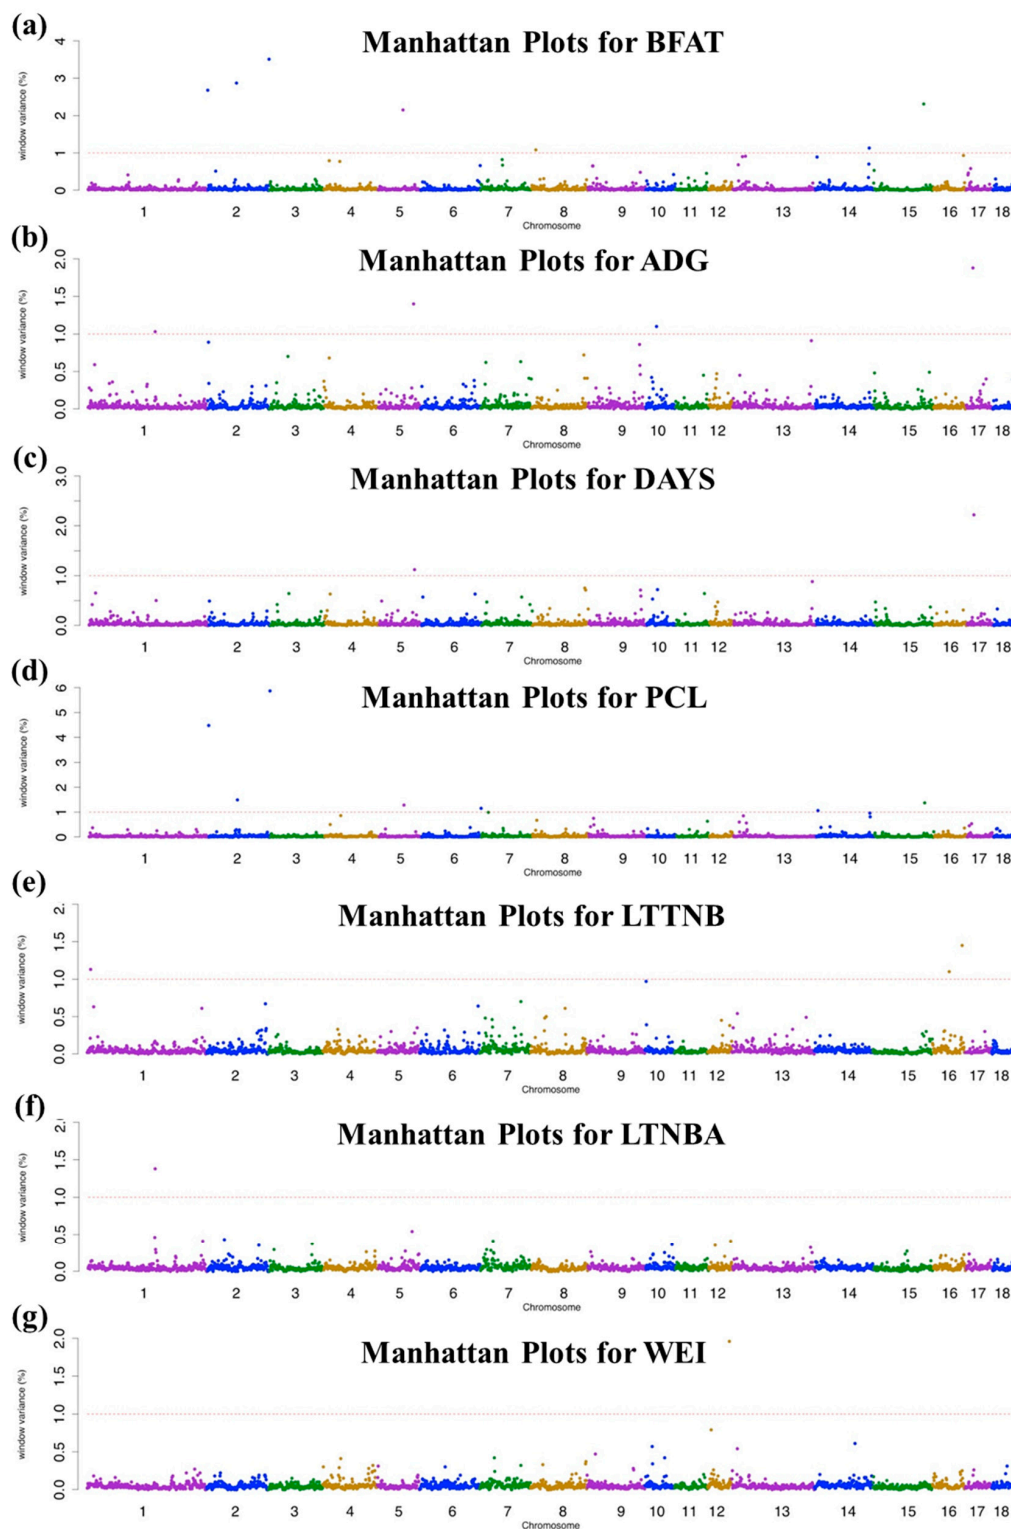 (a)
Manhattan Plots for BFAT
window variance (%)
4
3
2
1
0
1 2 3 4 5 6 7 8 9 10 11 12 13 14 15 16 17 18
Chromosome
(b)
Manhattan Plots for ADG
window variance (%)
2.0
1.5
1.0
0.5
0.0
1 2 3 4 5 6 7 8 9 10 11 12 13 14 15 16 17 18
Chromosome
(c)
Manhattan Plots for DAYS
window variance (%)
3.0
2.0
1.0
0.0
1 2 3 4 5 6 7 8 9 10 11 12 13 14 15 16 17 18
Chromosome
(d)
Manhattan Plots for PCL
window variance (%)
6
5
4
3
2
1
0
1 2 3 4 5 6 7 8 9 10 11 12 13 14 15 16 17 18
Chromosome
(e)
Manhattan Plots for LTTNB
window variance (%)
2.
1.5
1.0
0.5
0.0
1 2 3 4 5 6 7 8 9 10 11 12 13 14 15 16 17 18
Chromosome
(f)
Manhattan Plots for LTNBA
window variance (%)
2.
1.5
1.0
0.5
0.0
1 2 3 4 5 6 7 8 9 10 11 12 13 14 15 16 17 18
Chromosome
(g)
Manhattan Plots for WEI
window variance (%)
2.0
1.5
1.0
0.5
0.0
1 2 3 4 5 6 7 8 9 10 11 12 13 14 15 16 17 18
Chromosome